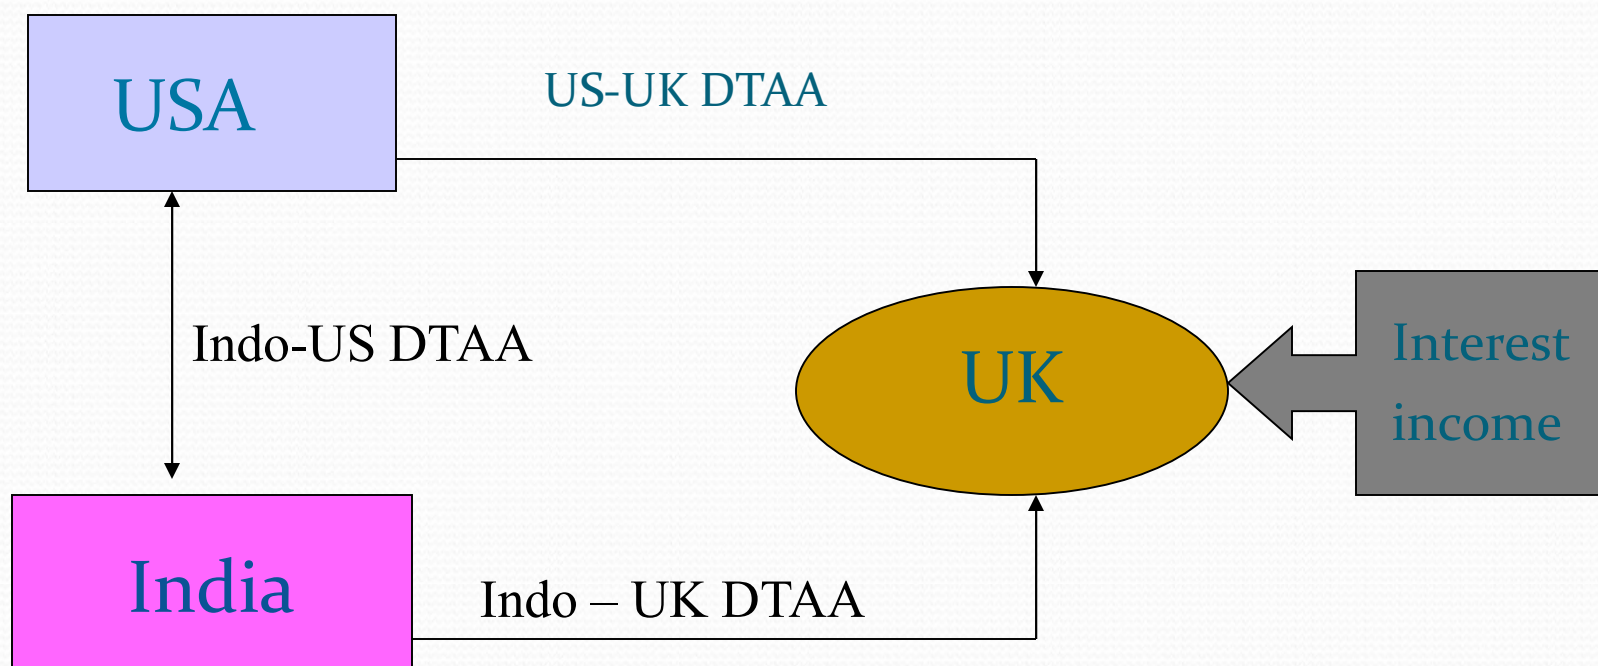 USA
US-UK DTAA
Indo-US DTAA
UK
Interest
income
India
Indo – UK DTAA